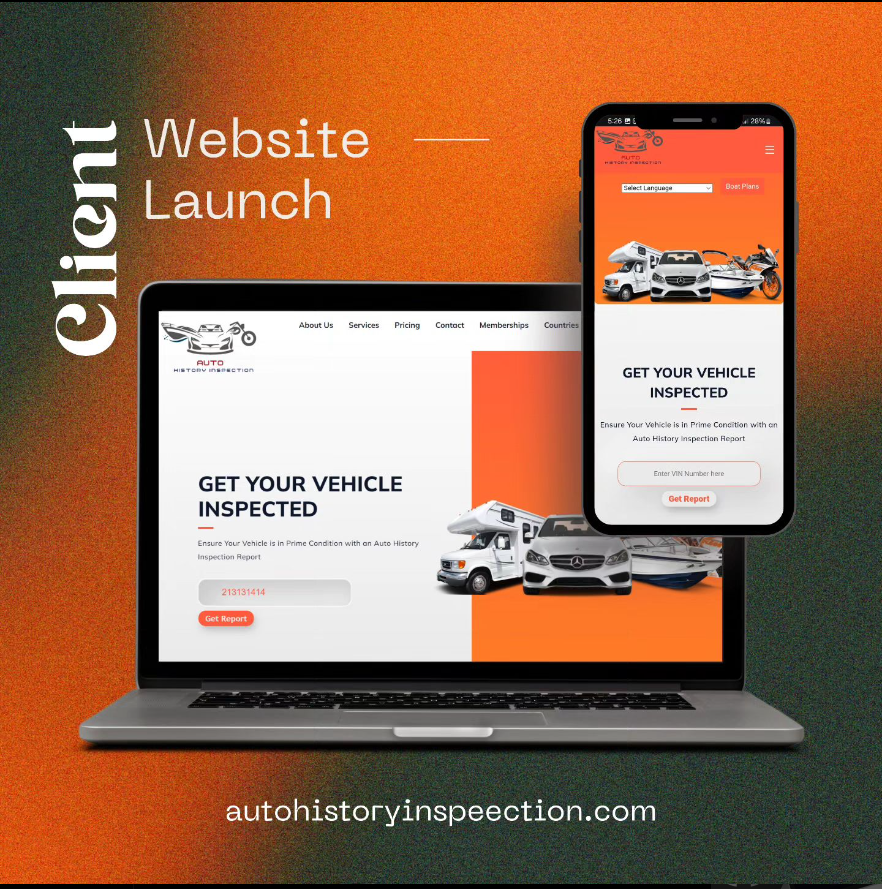 Client
Website
Launch
5:26
28%
AUTO
HISTORY INSPECTION
Select Language
Boat Plans
GET YOUR VEHICLE
INSPECTED
Ensure Your Vehicle is in Prime Condition with an
Auto History Inspection Report
Enter VIN Number here
Get Report
AUTO
HISTORY INSPECTION
About Us Services Pricing Contact Memberships Countries
GET YOUR VEHICLE
INSPECTED
Ensure Your Vehicle is in Prime Condition with an Auto History
Inspection Report
213131414
Get Report
autohistoryinspeection.com